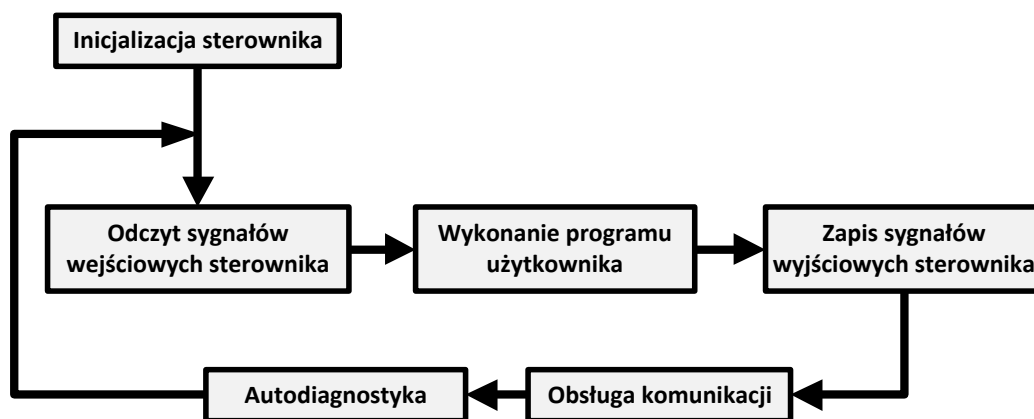 Inicjalizacja sterownika
Odczyt sygnałów
wejściowych sterownika
Wykonanie programu
użytkownika
Zapis sygnałów
wyjściowych sterownika
Autodiagnostyka
Obsługa komunikacji